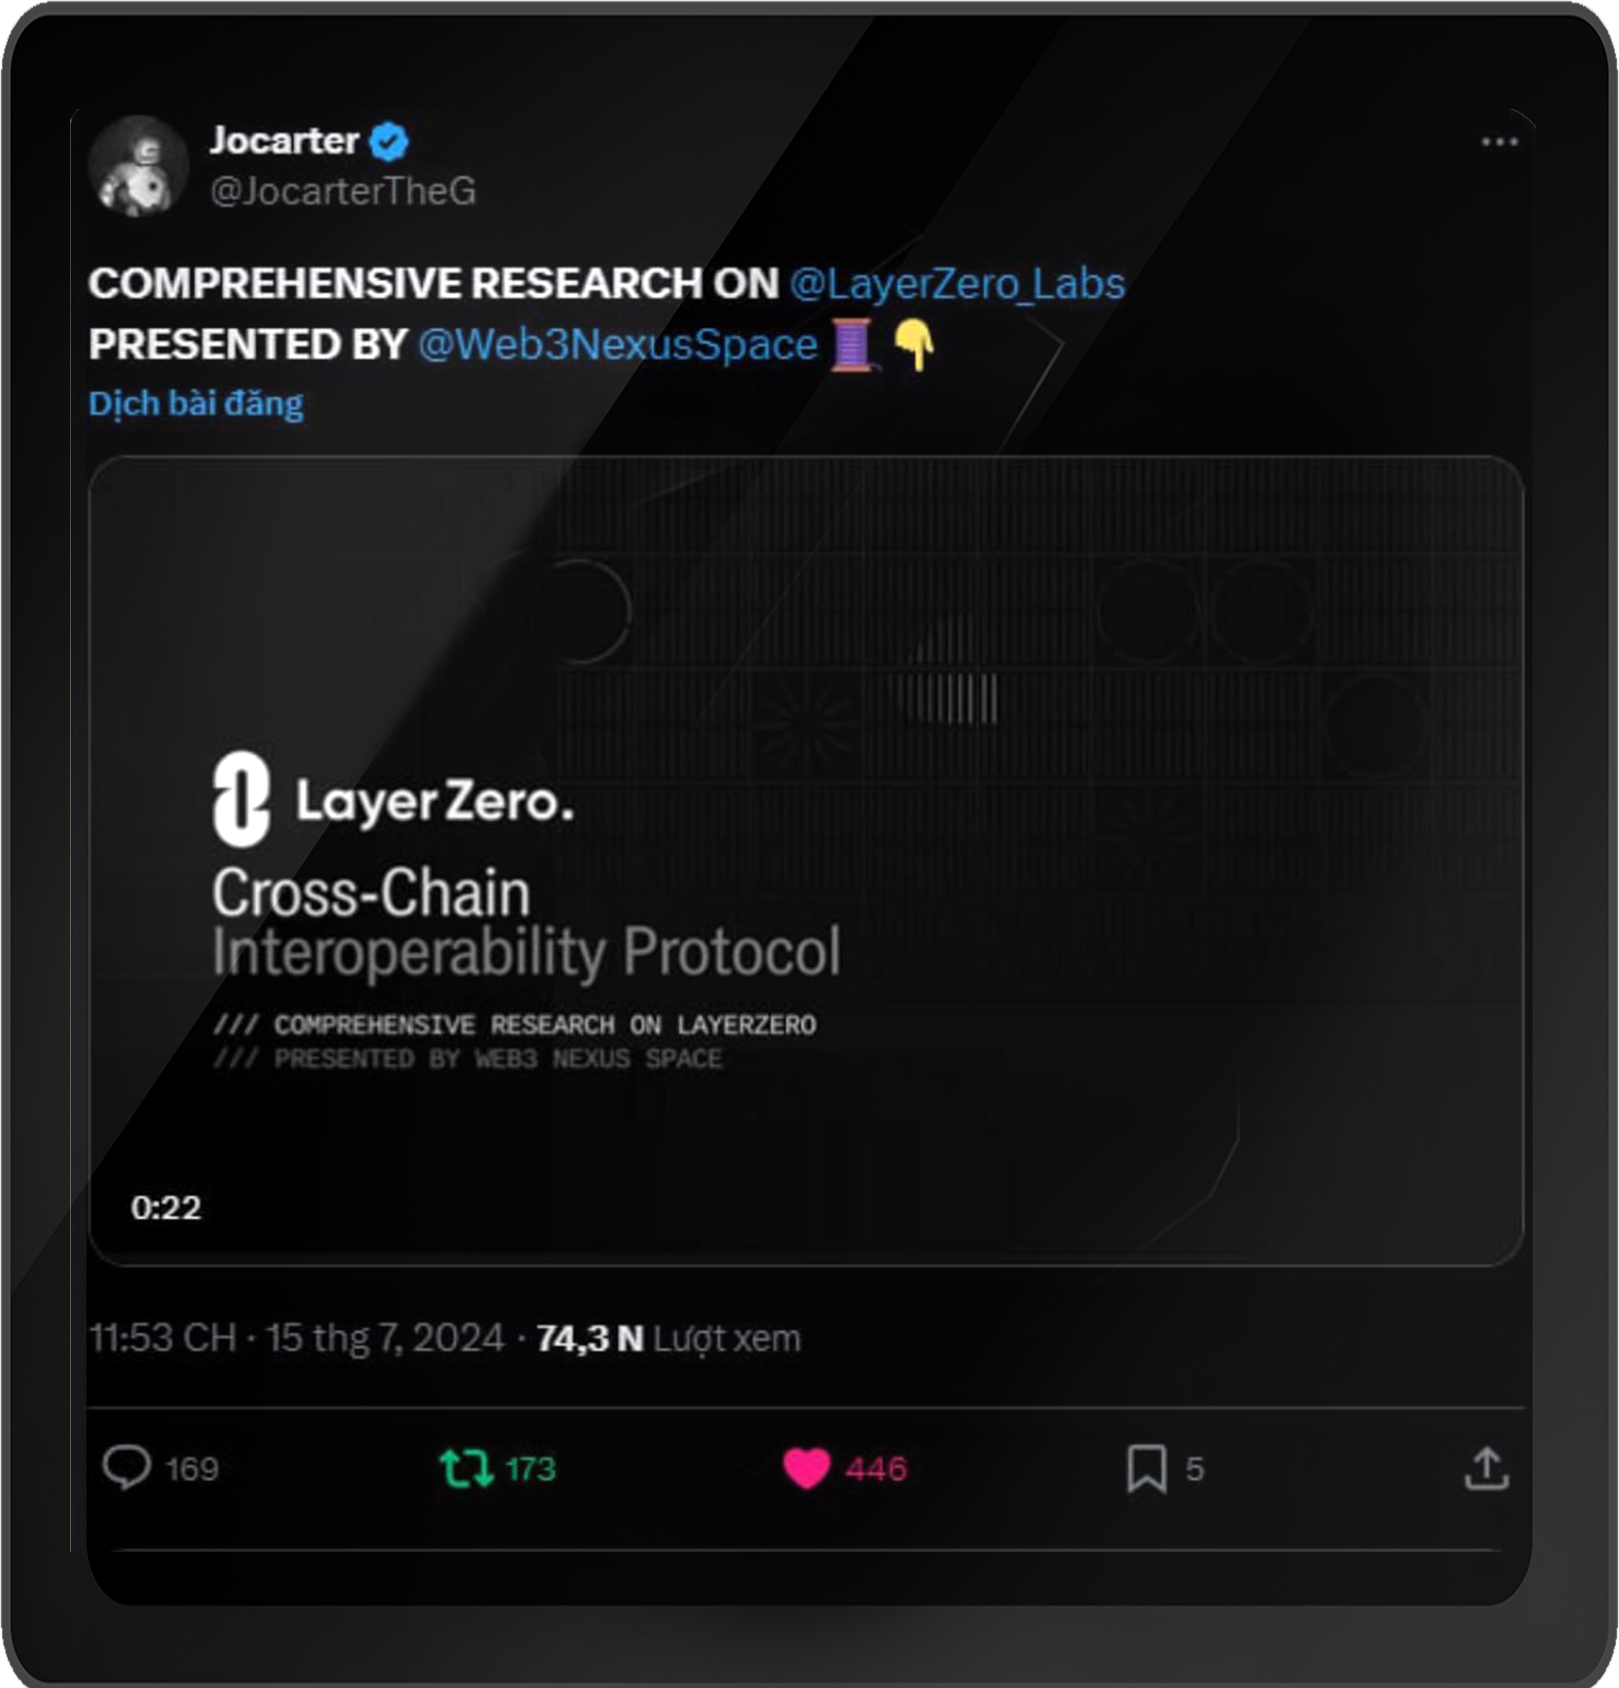 Jocarter
@JocarterTheG
COMPREHENSIVE RESEARCH ON @LayerZero_Labs
PRESENTED BY @Web3NexusSpace 🧵 👇
Dịch bài đăng
LayerZero.
Cross-Chain
Interoperability Protocol
/// COMPREHENSIVE RESEARCH ON LAYERZERO
/// PRESENTED BY WEB3 NEXUS SPACE
0:22
11:53 CH · 15 thg 7, 2024 · 74,3 N Lượt xem
169 173 446 5